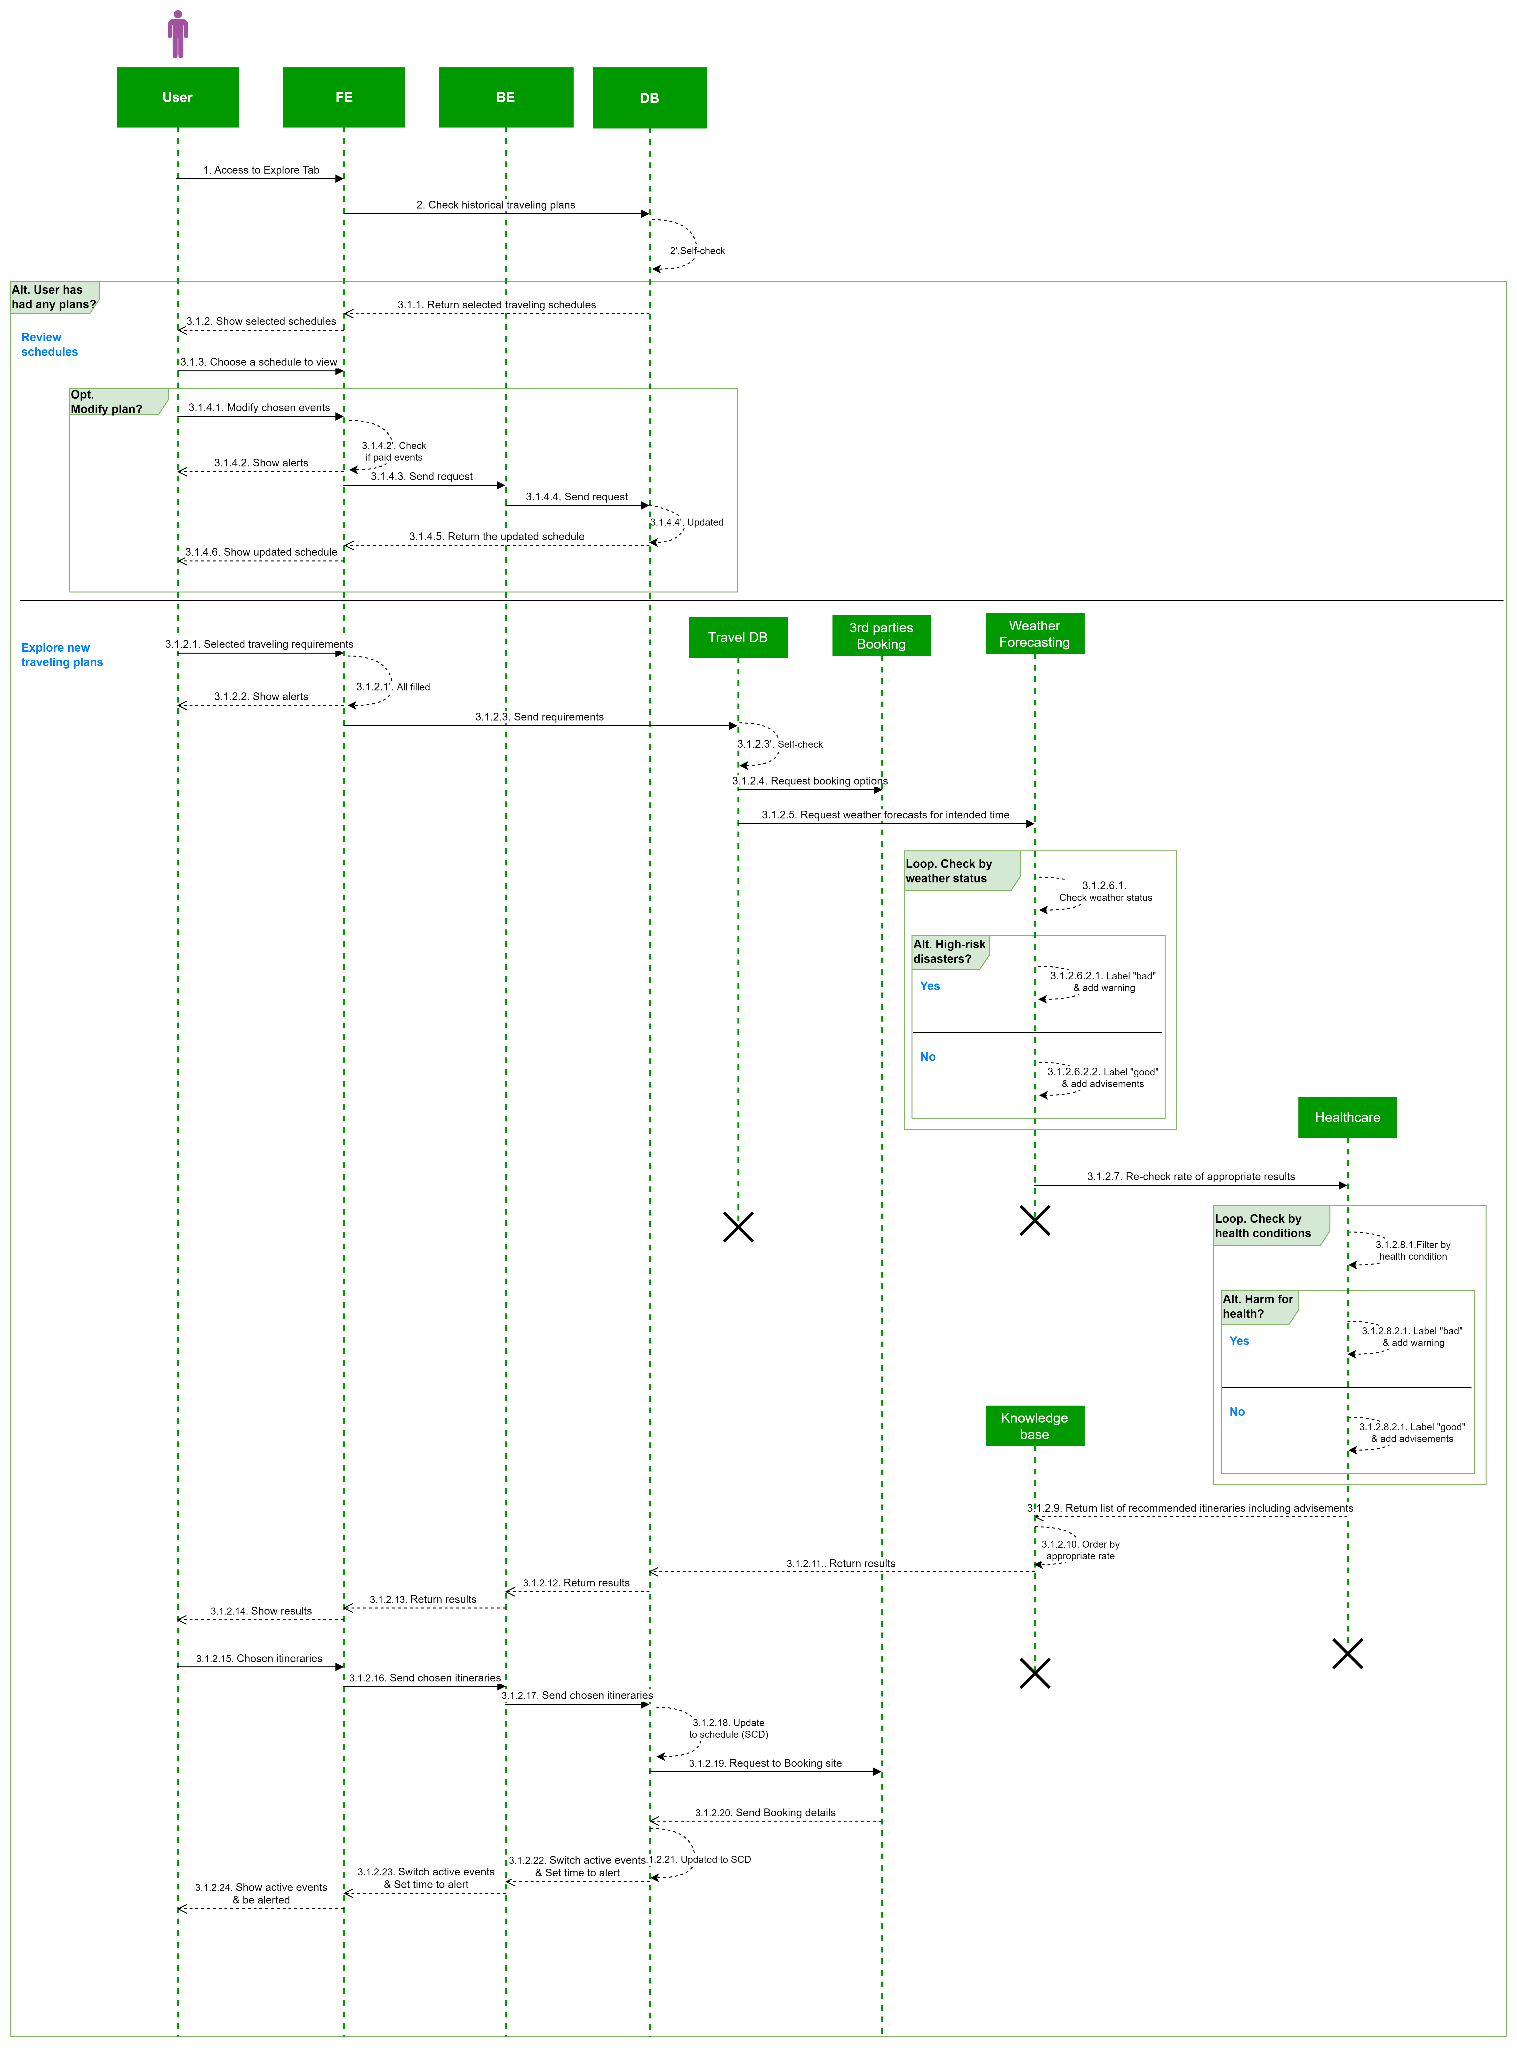 User
FE
BE
DB
1. Access to Explore Tab
2. Check historical traveling plans
2'.Self-check
Alt. User has
had any plans?
3.1.1. Return selected traveling schedules
3.1.2. Show selected schedules
Review
schedules
3.1.3. Choose a schedule to view
Opt.
Modify plan?
3.1.4.1. Modify chosen events
3.1.4.2'. Check
if paid events
3.1.4.2. Show alerts
3.1.4.3. Send request
3.1.4.4. Send request
3.1.4.4'. Updated
3.1.4.5. Return the updated schedule
3.1.4.6. Show updated schedule
Travel DB
3rd parties
Booking
Weather
Forecasting
Explore new
traveling plans
3.1.2.1. Selected traveling requirements
3.1.2.1'. All filled
3.1.2.2. Show alerts
3.1.2.3. Send requirements
3.1.2.3'. Self-check
3.1.2.4. Request booking options
3.1.2.5. Request weather forecasts for intended time
Loop. Check by
weather status
3.1.2.6.1.
Check weather status
Alt. High-risk
disasters?
Yes
3.1.2.6.2.1. Label "bad"
& add warning
No
3.1.2.6.2.2. Label "good"
& add advisements
Healthcare
3.1.2.7. Re-check rate of appropriate results
Loop. Check by
health conditions
3.1.2.8.1.Filter by
health condition
Alt. Harm for
health?
Yes
3.1.2.8.2.1. Label "bad"
& add warning
No
3.1.2.8.2.1. Label "good"
& add advisements
Knowledge
base
3.1.2.9. Return list of recommended itineraries including advisements
3.1.2.10. Order by
appropriate rate
3.1.2.11.. Return results
3.1.2.12. Return results
3.1.2.13. Return results
3.1.2.14. Show results
3.1.2.15. Chosen itineraries
3.1.2.16. Send chosen itineraries
3.1.2.17. Send chosen itineraries
3.1.2.18. Update
to schedule (SCD)
3.1.2.19. Request to Booking site
3.1.2.20. Send Booking details
1.2.21. Updated to SCD
3.1.2.22. Switch active events
& Set time to alert
3.1.2.23. Switch active events
& Set time to alert
3.1.2.24. Show active events
& be alerted